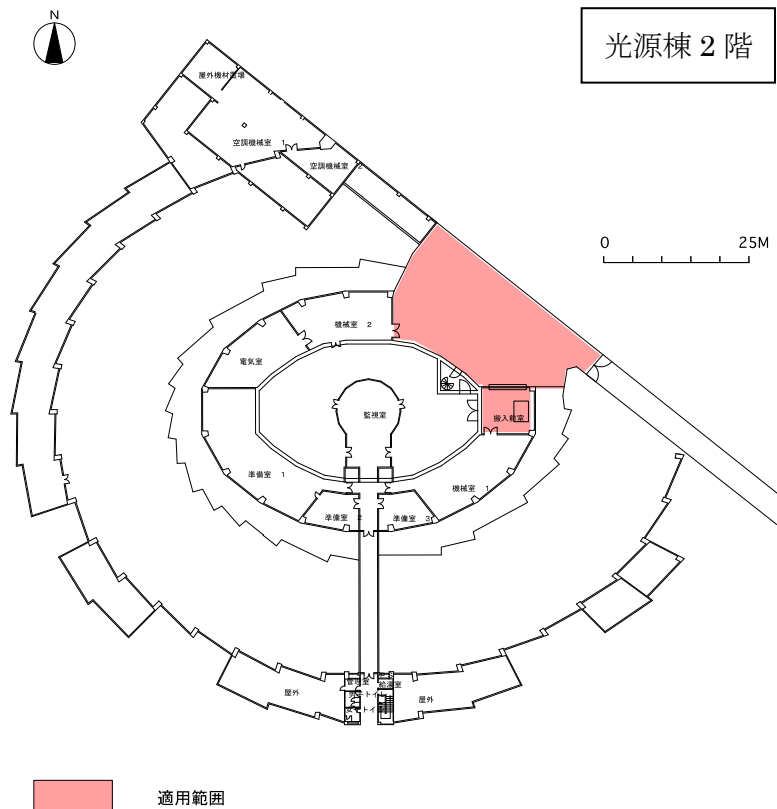 N
光源棟 2 階
屋外機材置場
空調機械室 1
空調機械室 2
0 25M
機械室 2
電気室
監視室
搬入前室
準備室 1
機械室 1
準備室 2
準備室 3
給湯室
屋外
屋外
適用範囲